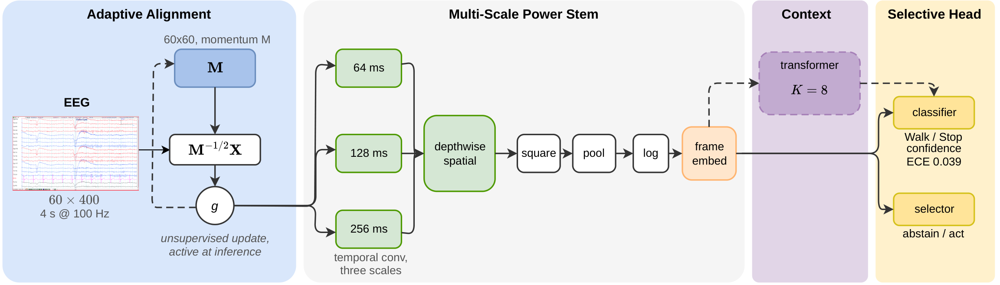 Adaptive Alignment
60x60, momentum M
M
EEG
M^{-1/2}X
60 × 400
4 s @ 100 Hz
g
unsupervised update,
active at inference
Multi-Scale Power Stem
64 ms
128 ms
256 ms
temporal conv,
three scales
depthwise
spatial
square
pool
log
frame
embed
Context
transformer
K = 8
Selective Head
classifier
Walk / Stop
confidence
ECE 0.039
selector
abstain / act